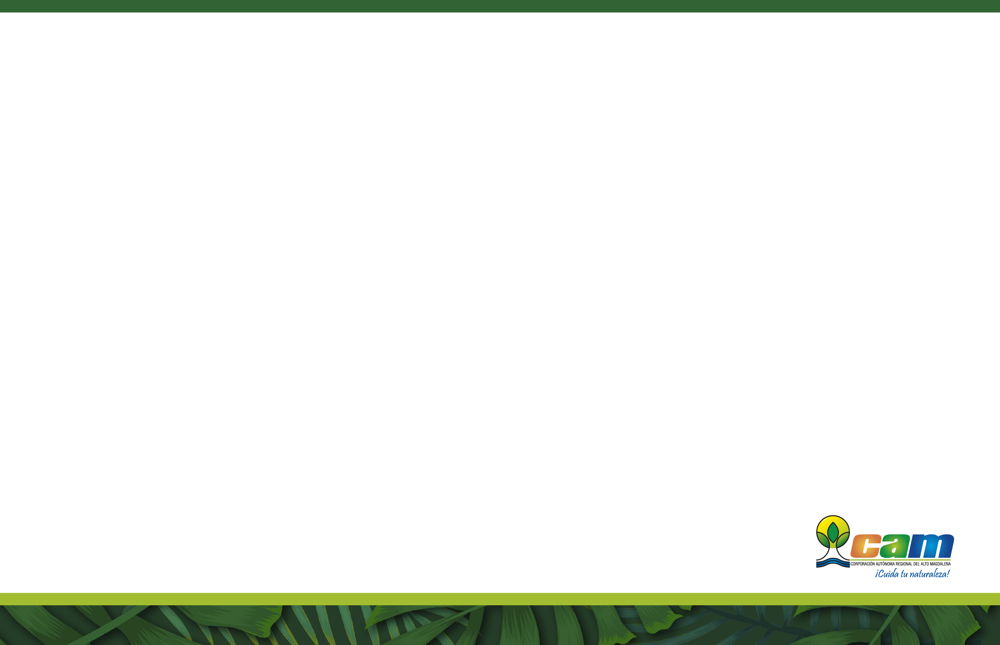 cam
CORPORACIÓN AUTÓNOMA REGIONAL DEL ALTO MAGDALENA
¡Cuida tu naturaleza!